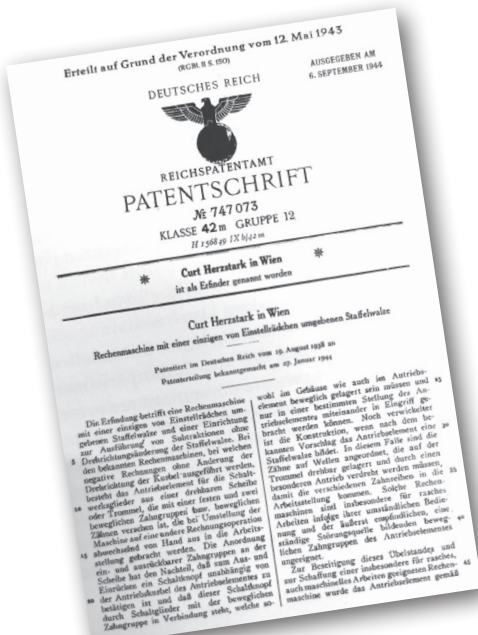 Erteilt auf Grund der Verordnung vom 12. Mai 1943
(RGBl. II S. 150)
AUSGEGEBEN AM
6. SEPTEMBER 1944
DEUTSCHES REICH
REICHSPATENTAMT
PATENTSCHRIFT
№ 747073
KLASSE 42m GRUPPE 12
H 156849 IX b/42m
Curt Herzstark in Wien
ist als Erfinder genannt worden
Curt Herzstark in Wien
Rechenmaschine mit einer einzigen von Einstellrädchen umgebenen Staffelwalze
Patentiert im Deutschen Reich vom 19. August 1938 an
Patenterteilung bekanntgemacht am 27. Januar 1944
Die Erfindung betrifft eine Rechenmaschine
mit einer einzigen von Einstellrädchen um-
gebenen Staffelwalze und einer Einrichtung
zur Ausführung von Subtraktionen ohne
5 Drehrichtungsänderung der Staffelwalze. Bei
den bekannten Rechenmaschinen, bei welchen
negative Rechnungen ohne Änderung der
Drehrichtung der Kurbel ausgeführt werden,
besteht das Antriebselement für die Schalt-
10 werkglieder aus einer drehbaren Scheibe
oder Trommel, die mit einer festen und zwei
beweglichen Zahngruppen bzw. beweglichen
Zähnen versehen ist, die bei Umstellung der
Maschine auf eine andere Rechnungsoperation
15 abwechselnd von Hand aus in die Arbeits-
stellung gebracht werden. Die Anordnung
ein- und ausrückbarer Zahngruppen an der
Scheibe hat den Nachteil, daß zum Aus- und
Einrücken ein Schaltknopf unabhängig von
20 der Antriebskurbel des Antriebselementes zu
betätigen ist und daß dieser Schaltknopf
durch Schaltglieder mit der beweglichen
Zahngruppe in Verbindung steht, welche so-
wohl im Gehäuse wie auch im Antriebs-
element beweglich gelagert sein müssen und 25
nur in einer bestimmten Stellung des An-
triebselementes miteinander in Eingriff ge-
bracht werden können. Noch verwickelter
ist die Konstruktion, wenn nach dem be-
kannten Vorschlag das Antriebselement eine 30
Staffelwalze bildet. In diesem Falle sind die
Zähne auf Wellen angeordnet, die auf der
Trommel drehbar gelagert und durch einen
besonderen Antrieb verdreht werden müssen,
damit die verschiedenen Zahnreihen in die 35
Arbeitsstellung kommen. Solche Rechen-
maschinen sind insbesondere für rasches
Arbeiten infolge ihrer umständlichen Bedie-
nung und der äußerst empfindlichen, eine
ständige Störungsquelle bildenden beweg- 40
lichen Zahngruppen des Antriebselementes
ungeeignet.
Zur Beseitigung dieses Übelstandes und
zur Schaffung einer insbesondere für rasches,
auch maschinelles Arbeiten geeigneten Rechen- 45
maschine wurde das Antriebselement gemäß